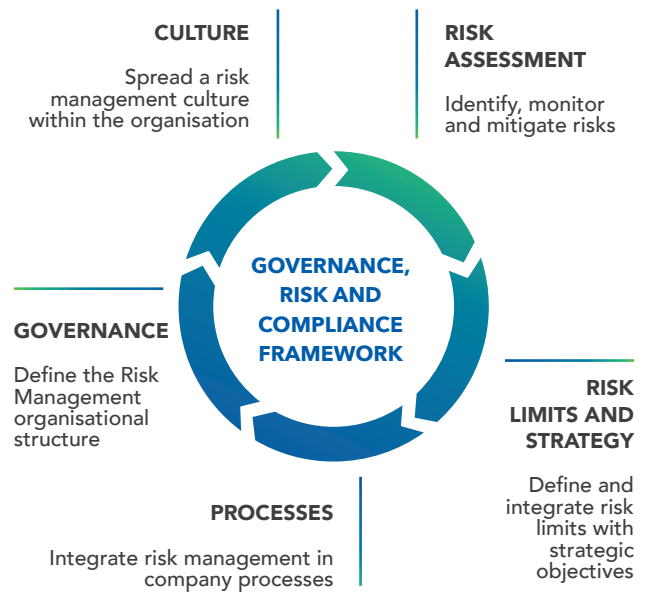 CULTURE
Spread a risk
management culture
within the organisation
RISK
ASSESSMENT
Identify, monitor
and mitigate risks
GOVERNANCE,
RISK AND
COMPLIANCE
FRAMEWORK
GOVERNANCE
Define the Risk
Management
organisational
structure
RISK
LIMITS AND
STRATEGY
Define and
integrate risk
limits with
strategic
objectives
PROCESSES
Integrate risk management in
company processes